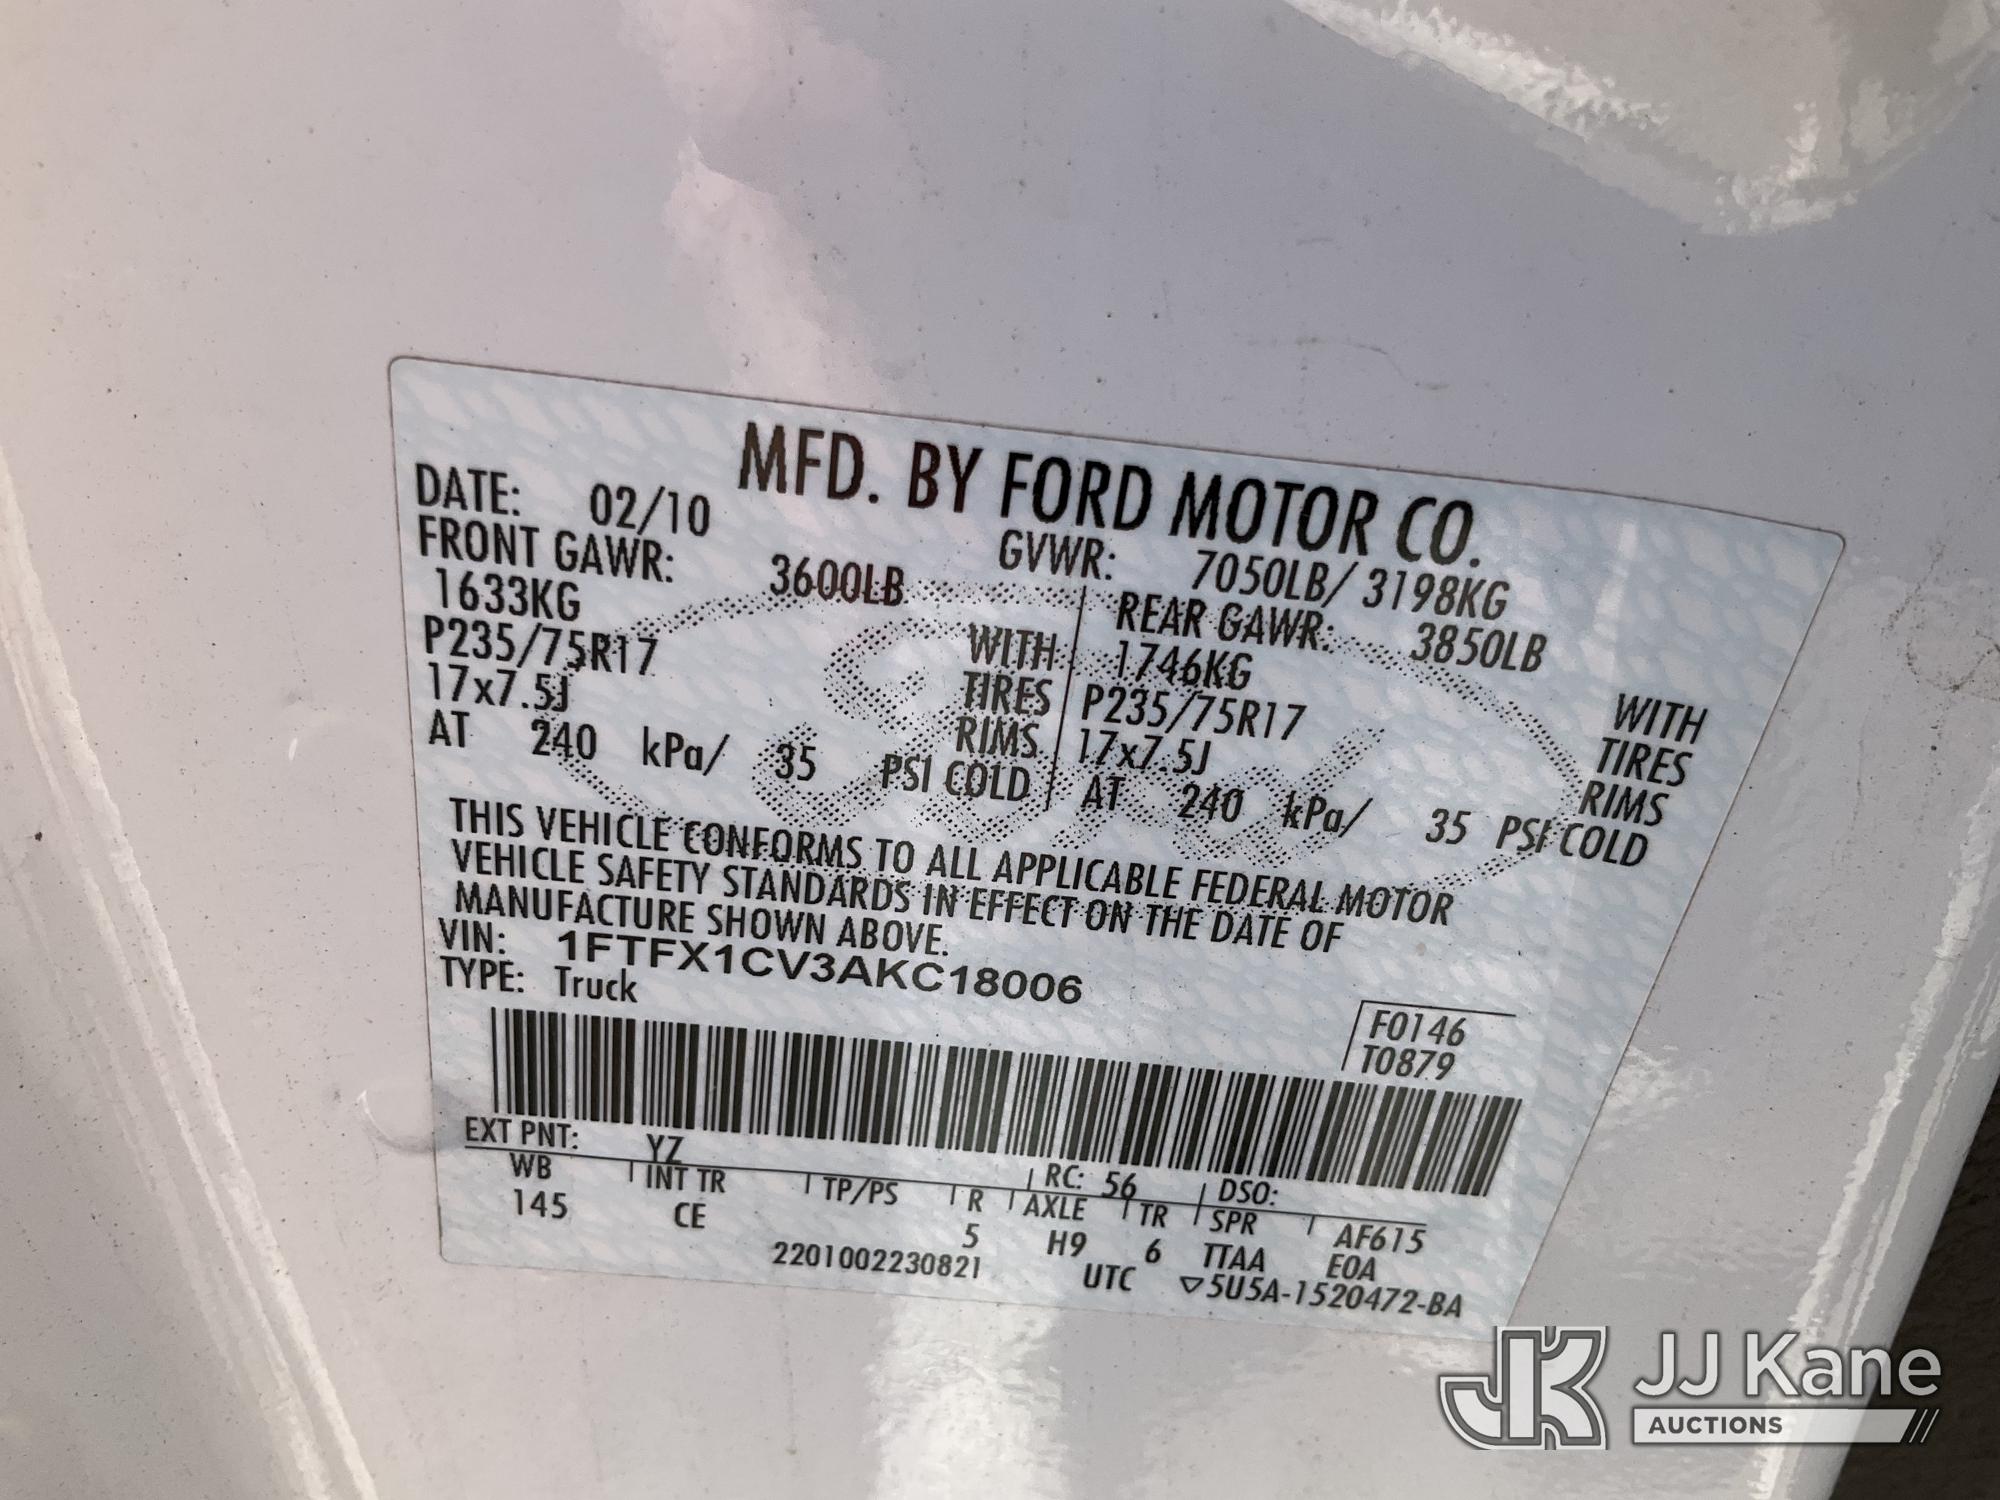 MFD. BY FORD MOTOR CO.
DATE: 02/10 GVWR: 7050LB/ 3198KG
FRONT GAWR: 3600LB REAR GAWR: 3850LB
1633KG WITH 1746KG WITH
P235/75R17 TIRES P235/75R17 TIRES
17x7.5J RIMS 17x7.5J RIMS
AT 240 kPa/ 35 PSI COLD AT 240 kPa/ 35 PSI COLD
THIS VEHICLE CONFORMS TO ALL APPLICABLE FEDERAL MOTOR
VEHICLE SAFETY STANDARDS IN EFFECT ON THE DATE OF
MANUFACTURE SHOWN ABOVE.
VIN: 1FTFX1CV3AKC18006
TYPE: Truck
F0146
T0879
EXT PNT: YZ RC: 56 DSO:
WB INT TR TP/PS R AXLE TR SPR AF615
145 CE 5 H9 6 TTAA E0A
2201002230821 UTC ▽5U5A-1520472-BA
JK JJ Kane
AUCTIONS